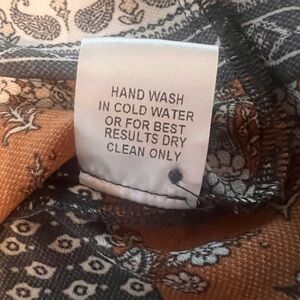 HAND WASH
IN COLD WATER
OR FOR BEST
RESULTS DRY
CLEAN ONLY